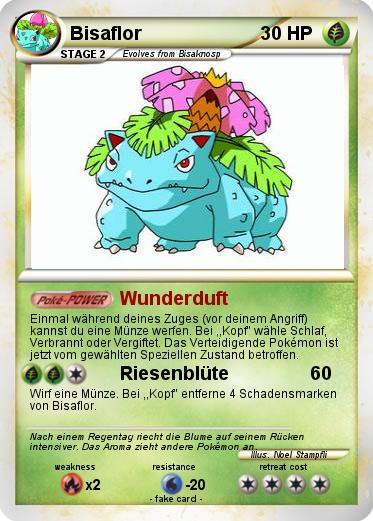 Bisaflor 30 HP
STAGE 2 Evolves from Bisaknosp
Poké-POWER Wunderduft
Einmal während deines Zuges (vor deinem Angriff)
kannst du eine Münze werfen. Bei ,,Kopf" wähle Schlaf,
Verbrannt oder Vergiftet. Das Verteidigende Pokémon ist
jetzt vom gewählten Speziellen Zustand betroffen.
Riesenblüte 60
Wirf eine Münze. Bei ,,Kopf" entferne 4 Schadensmarken
von Bisaflor.
Nach einem Regentag riecht die Blume auf seinem Rücken
intensiver. Das Aroma zieht andere Pokémon an.
Illus. Noel Stampfli
weakness resistance retreat cost
x2 -20
- fake card -